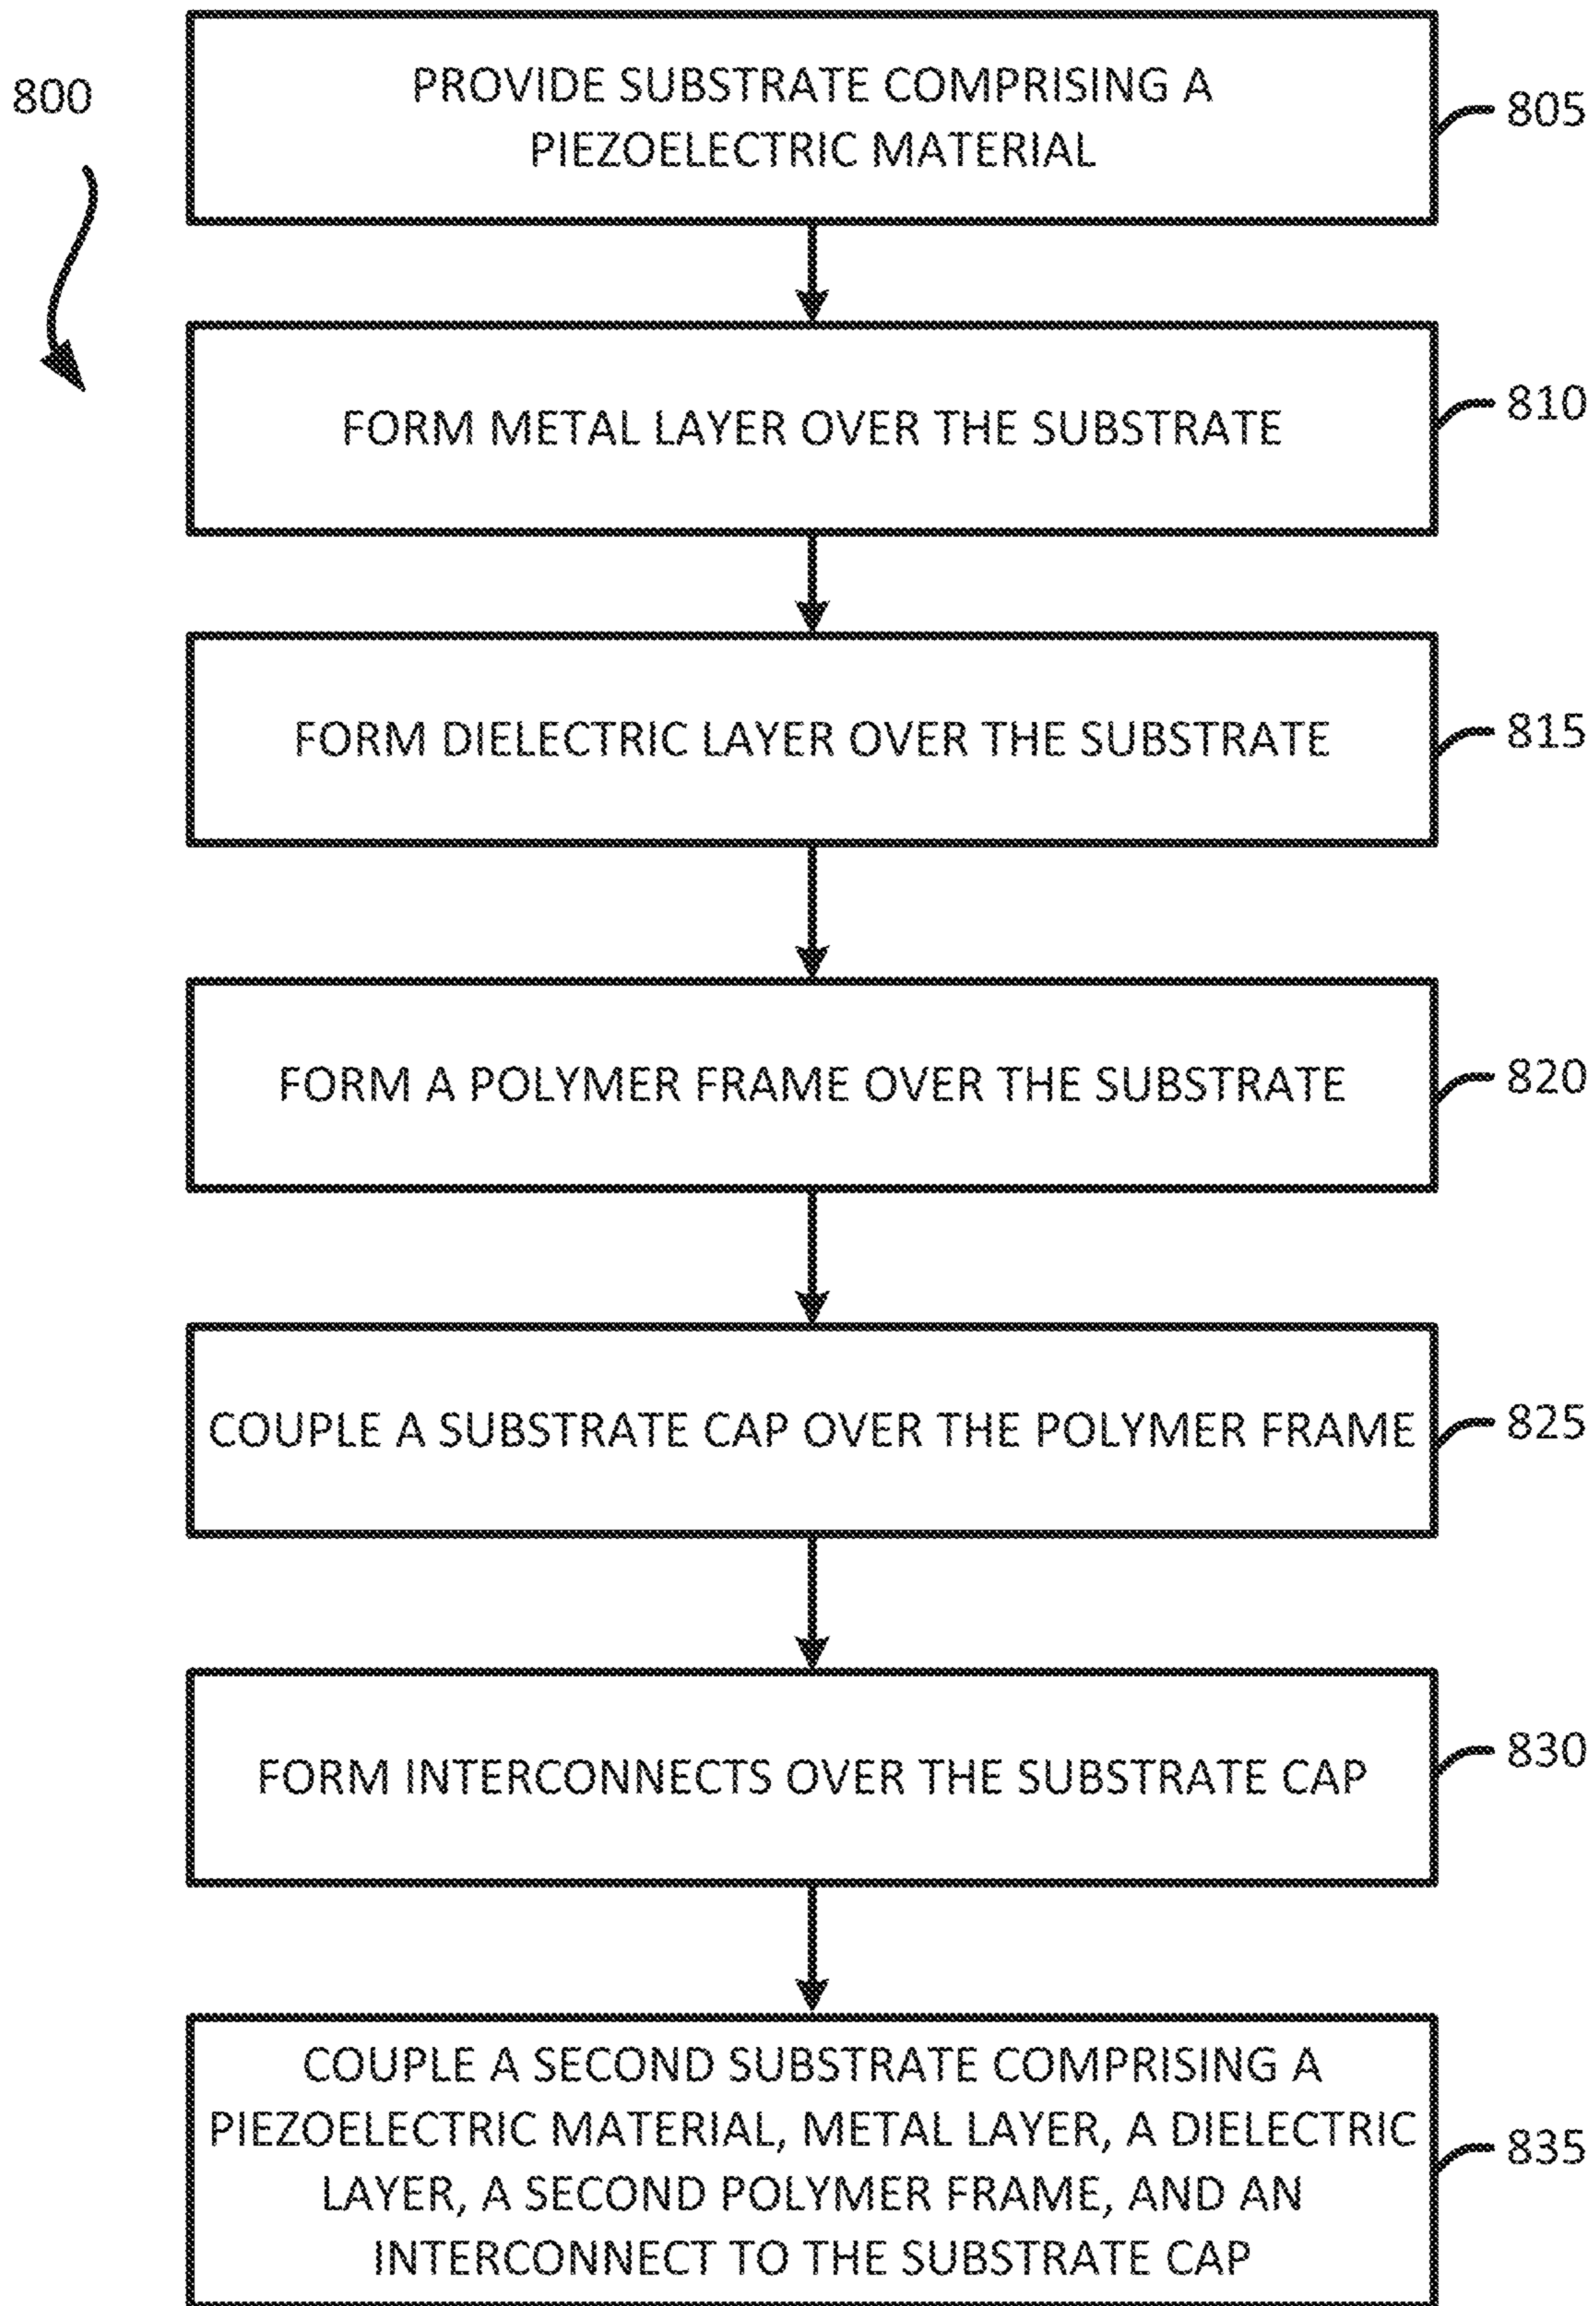 800
PROVIDE SUBSTRATE COMPRISING A
PIEZOELECTRIC MATERIAL
805
FORM METAL LAYER OVER THE SUBSTRATE
810
FORM DIELECTRIC LAYER OVER THE SUBSTRATE
815
FORM A POLYMER FRAME OVER THE SUBSTRATE
820
COUPLE A SUBSTRATE CAP OVER THE POLYMER FRAME
825
FORM INTERCONNECTS OVER THE SUBSTRATE CAP
830
COUPLE A SECOND SUBSTRATE COMPRISING A
PIEZOELECTRIC MATERIAL, METAL LAYER, A DIELECTRIC
LAYER, A SECOND POLYMER FRAME, AND AN
INTERCONNECT TO THE SUBSTRATE CAP
835